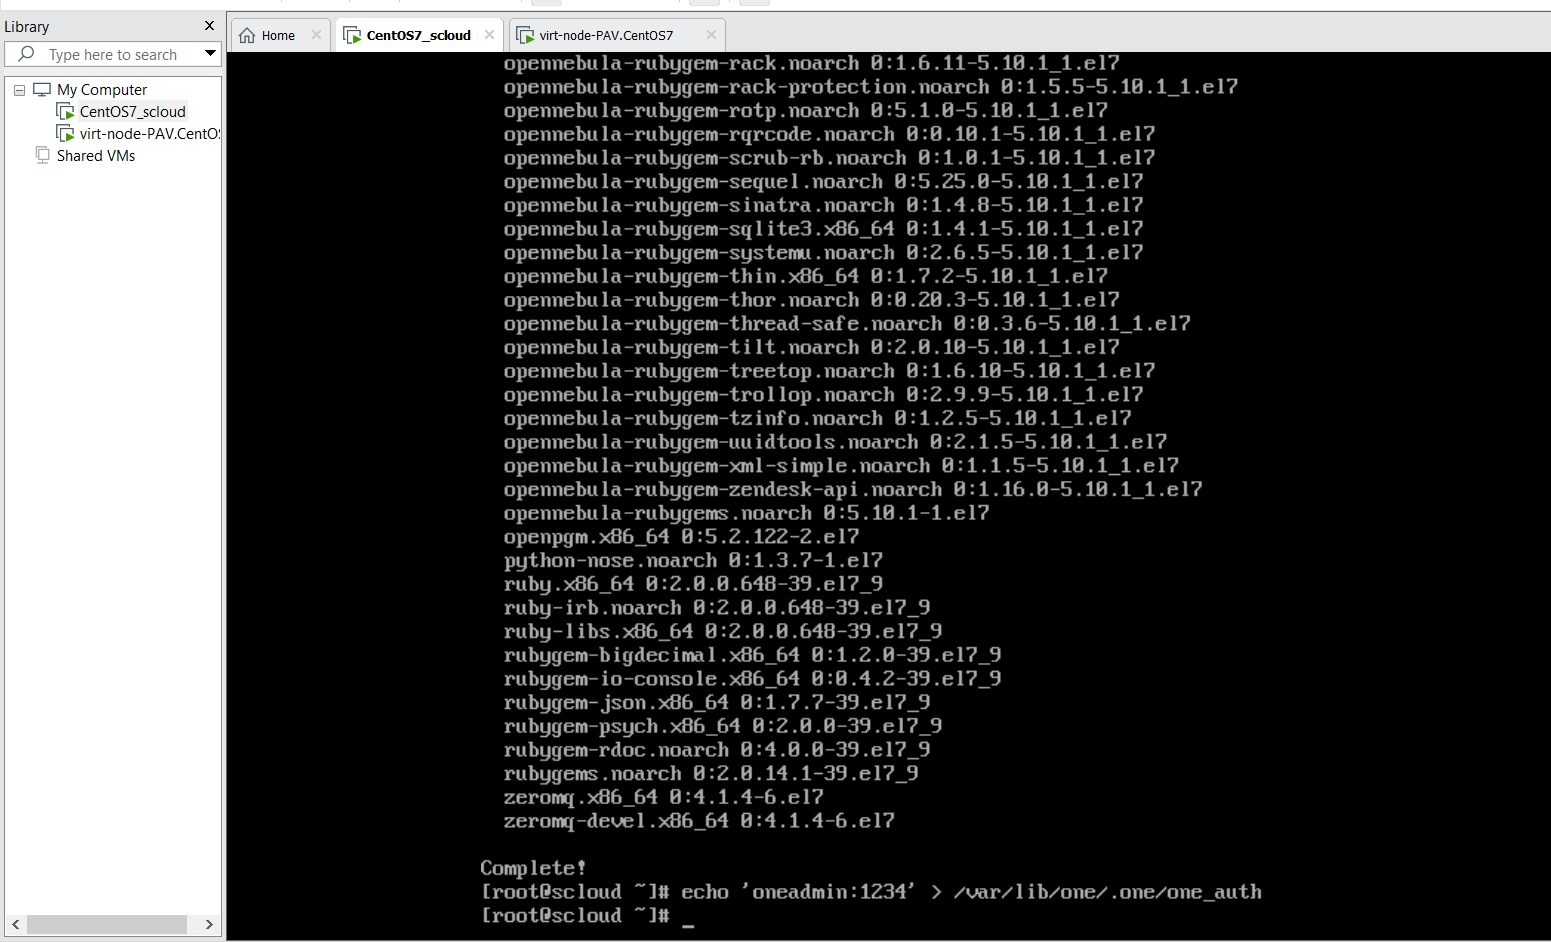 Library
Type here to search
My Computer
CentOS7_scloud
virt-node-PAV.CentO
Shared VMs
Home
CentOS7_scloud
virt-node-PAV.CentOS7
opennebula-rubygem-rack.noarch 0:1.6.11-5.10.1_1.el7
opennebula-rubygem-rack-protection.noarch 0:1.5.5-5.10.1_1.el7
opennebula-rubygem-rotp.noarch 0:5.1.0-5.10.1_1.el7
opennebula-rubygem-rqrcode.noarch 0:0.10.1-5.10.1_1.el7
opennebula-rubygem-scrub-rb.noarch 0:1.0.1-5.10.1_1.el7
opennebula-rubygem-sequel.noarch 0:5.25.0-5.10.1_1.el7
opennebula-rubygem-sinatra.noarch 0:1.4.8-5.10.1_1.el7
opennebula-rubygem-sqlite3.x86_64 0:1.4.1-5.10.1_1.el7
opennebula-rubygem-systemu.noarch 0:2.6.5-5.10.1_1.el7
opennebula-rubygem-thin.x86_64 0:1.7.2-5.10.1_1.el7
opennebula-rubygem-thor.noarch 0:0.20.3-5.10.1_1.el7
opennebula-rubygem-thread-safe.noarch 0:0.3.6-5.10.1_1.el7
opennebula-rubygem-tilt.noarch 0:2.0.10-5.10.1_1.el7
opennebula-rubygem-treetop.noarch 0:1.6.10-5.10.1_1.el7
opennebula-rubygem-trollop.noarch 0:2.9.9-5.10.1_1.el7
opennebula-rubygem-tzinfo.noarch 0:1.2.5-5.10.1_1.el7
opennebula-rubygem-uuidtools.noarch 0:2.1.5-5.10.1_1.el7
opennebula-rubygem-xml-simple.noarch 0:1.1.5-5.10.1_1.el7
opennebula-rubygem-zendesk-api.noarch 0:1.16.0-5.10.1_1.el7
opennebula-rubygems.noarch 0:5.10.1-1.el7
openpgm.x86_64 0:5.2.122-2.el7
python-nose.noarch 0:1.3.7-1.el7
ruby.x86_64 0:2.0.0.648-39.el7_9
ruby-irb.noarch 0:2.0.0.648-39.el7_9
ruby-libs.x86_64 0:2.0.0.648-39.el7_9
rubygem-bigdecimal.x86_64 0:1.2.0-39.el7_9
rubygem-io-console.x86_64 0:0.4.2-39.el7_9
rubygem-json.x86_64 0:1.7.7-39.el7_9
rubygem-psych.x86_64 0:2.0.0-39.el7_9
rubygem-rdoc.noarch 0:4.0.0-39.el7_9
rubygems.noarch 0:2.0.14.1-39.el7_9
zeromq.x86_64 0:4.1.4-6.el7
zeromq-devel.x86_64 0:4.1.4-6.el7
Complete!
[root@scloud ~]# echo 'oneadmin:1234' > /var/lib/one/.one/one_auth
[root@scloud ~]# _